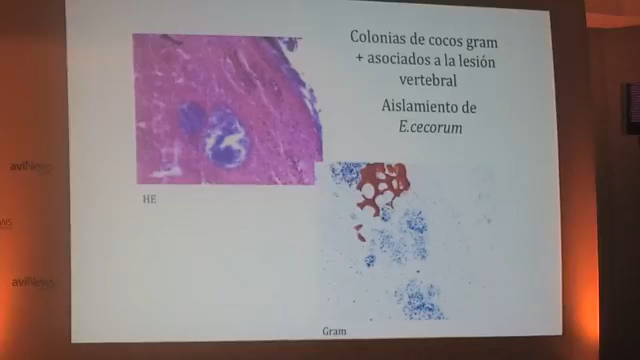 Colonias de cocos gram
+ asociados a la lesión
vertebral
Aislamiento de
E.cecorum
HE
Gram
aviNews
aviNews